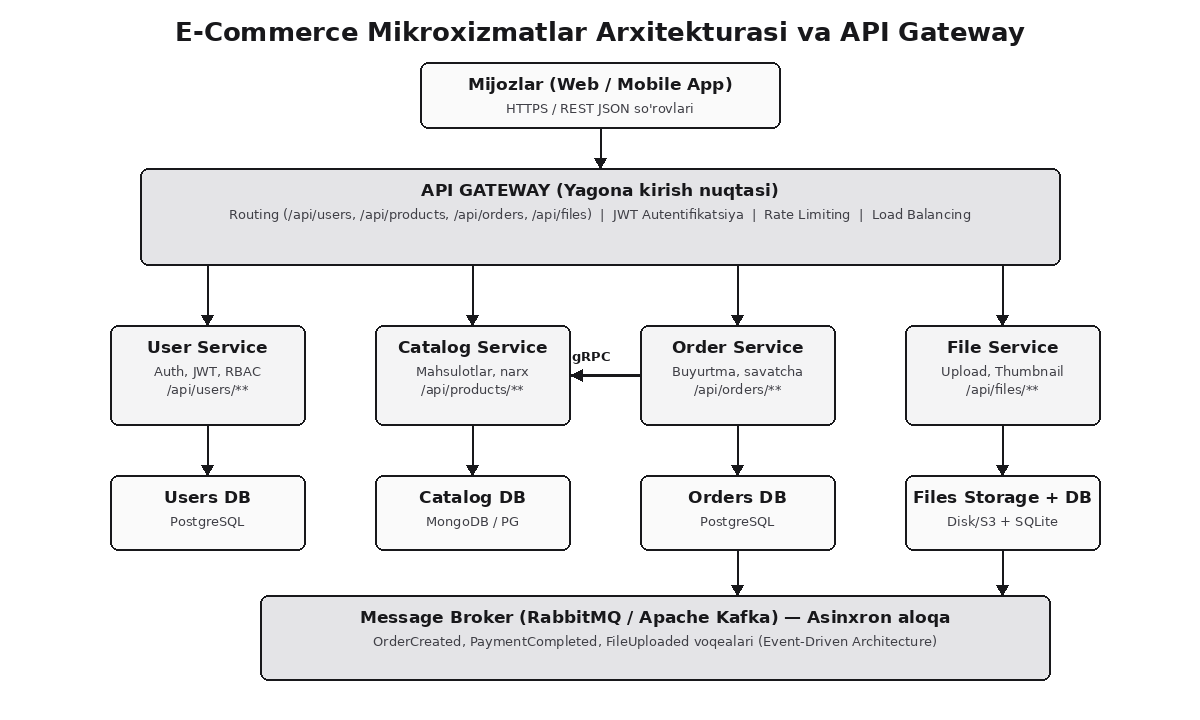 E-Commerce Mikroxizmatlar Arxitekturasi va API Gateway
Mijozlar (Web / Mobile App)
HTTPS / REST JSON so'rovlari
API GATEWAY (Yagona kirish nuqtasi)
Routing (/api/users, /api/products, /api/orders, /api/files) | JWT Autentifikatsiya | Rate Limiting | Load Balancing
User Service
Auth, JWT, RBAC
/api/users/**
Catalog Service
Mahsulotlar, narx
/api/products/**
gRPC
Order Service
Buyurtma, savatcha
/api/orders/**
File Service
Upload, Thumbnail
/api/files/**
Users DB
PostgreSQL
Catalog DB
MongoDB / PG
Orders DB
PostgreSQL
Files Storage + DB
Disk/S3 + SQLite
Message Broker (RabbitMQ / Apache Kafka) — Asinxron aloqa
OrderCreated, PaymentCompleted, FileUploaded voqealari (Event-Driven Architecture)